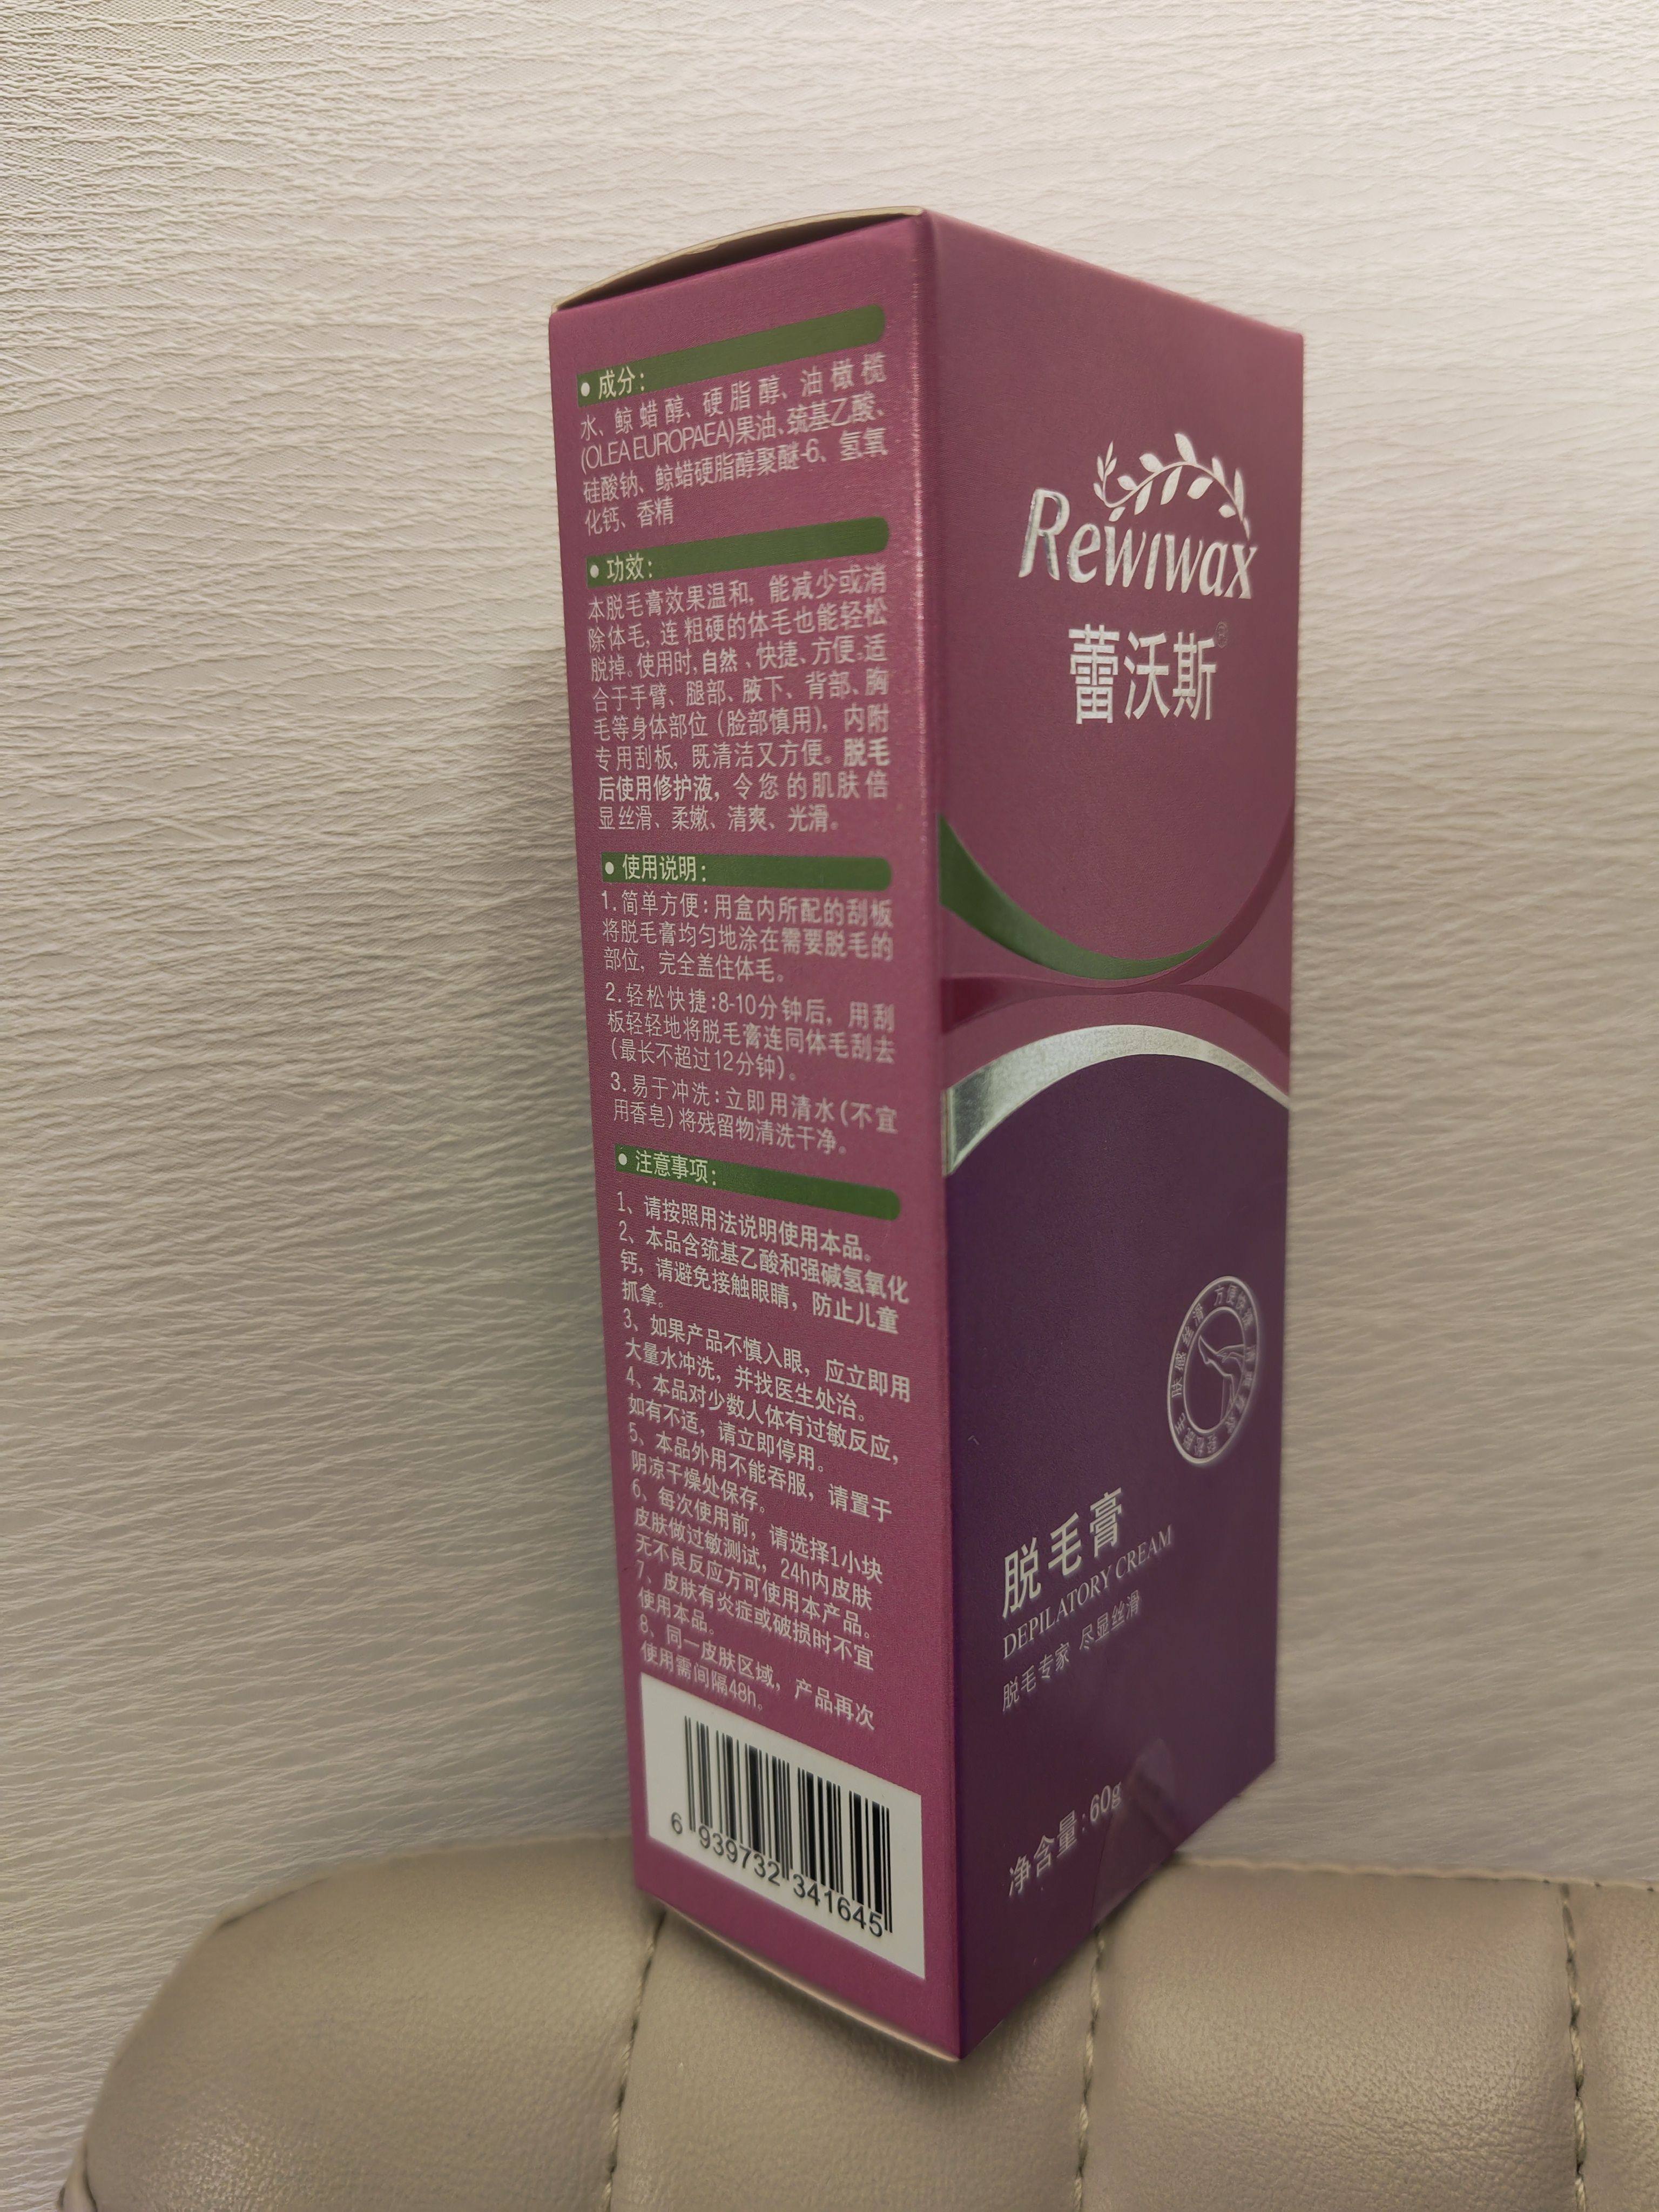 • 成分:
水、鲸蜡醇、硬脂醇、油橄榄
(OLEA EUROPAEA)果油、巯基乙酸、
硅酸钠、鲸蜡硬脂醇聚醚-6、氢氧
化钙、香精
• 功效:
本脱毛膏效果温和，能减少或消
除体毛，连粗硬的体毛也能轻松
脱掉。使用时,自然、快捷、方便。适
合于手臂、腿部、腋下、背部、胸
毛等身体部位（脸部慎用），内附
专用刮板，既清洁又方便。脱毛
后使用修护液，令您的肌肤倍
显丝滑、柔嫩、清爽、光滑。
• 使用说明:
1.简单方便:用盒内所配的刮板
将脱毛膏均匀地涂在需要脱毛的
部位，完全盖住体毛。
2.轻松快捷:8-10分钟后，用刮
板轻轻地将脱毛膏连同体毛刮去
(最长不超过12分钟)。
3.易于冲洗:立即用清水(不宜
用香皂)将残留物清洗干净。
• 注意事项:
1、请按照用法说明使用本品。
2、本品含巯基乙酸和强碱氢氧化
钙，请避免接触眼睛，防止儿童
抓拿。
3、如果产品不慎入眼，应立即用
大量水冲洗，并找医生处治。
4、本品对少数人体有过敏反应，
如有不适，请立即停用。
5、本品外用不能吞服，请置于
阴凉干燥处保存。
6、每次使用前，请选择1小块
皮肤做过敏测试，24h内皮肤
无不良反应方可使用本产品。
7、皮肤有炎症或破损时不宜
使用本品。
8、同一皮肤区域，产品再次
使用需间隔48h。
6 939732 341645
Rewiwax
蕾沃斯®
方便快捷
肤感丝滑
脱毛膏
DEPILATORY CREAM
脱毛专家 尽显丝滑
净含量:60g